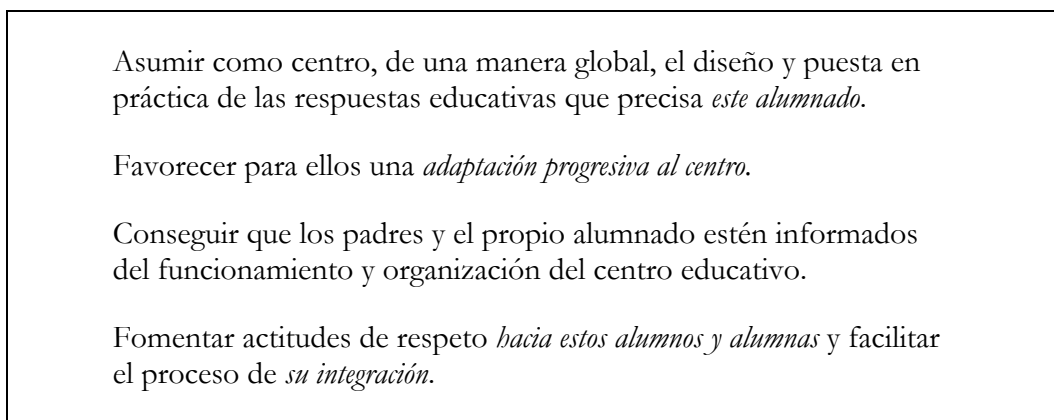 Asumir como centro, de una manera global, el diseño y puesta en
práctica de las respuestas educativas que precisa este alumnado.
Favorecer para ellos una adaptación progresiva al centro.
Conseguir que los padres y el propio alumnado estén informados
del funcionamiento y organización del centro educativo.
Fomentar actitudes de respeto hacia estos alumnos y alumnas y facilitar
el proceso de su integración.